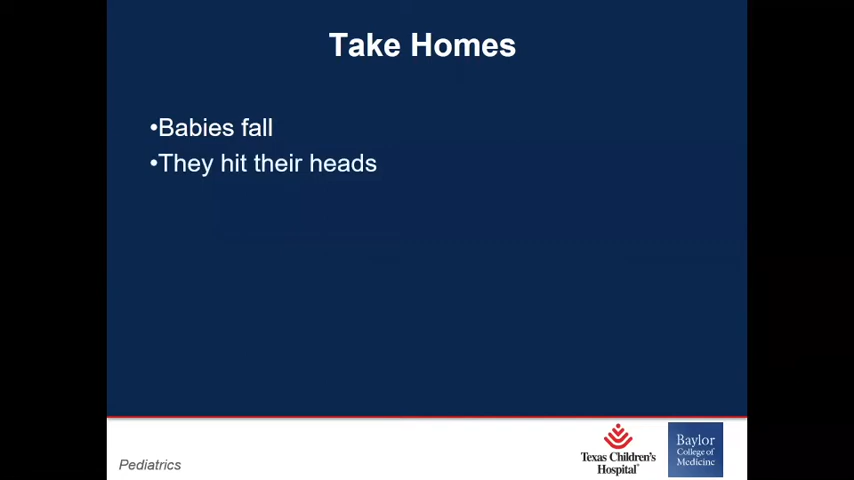 Take Homes
•Babies fall
•They hit their heads
Pediatrics
Texas Children's
Hospital®
Baylor
College of
Medicine